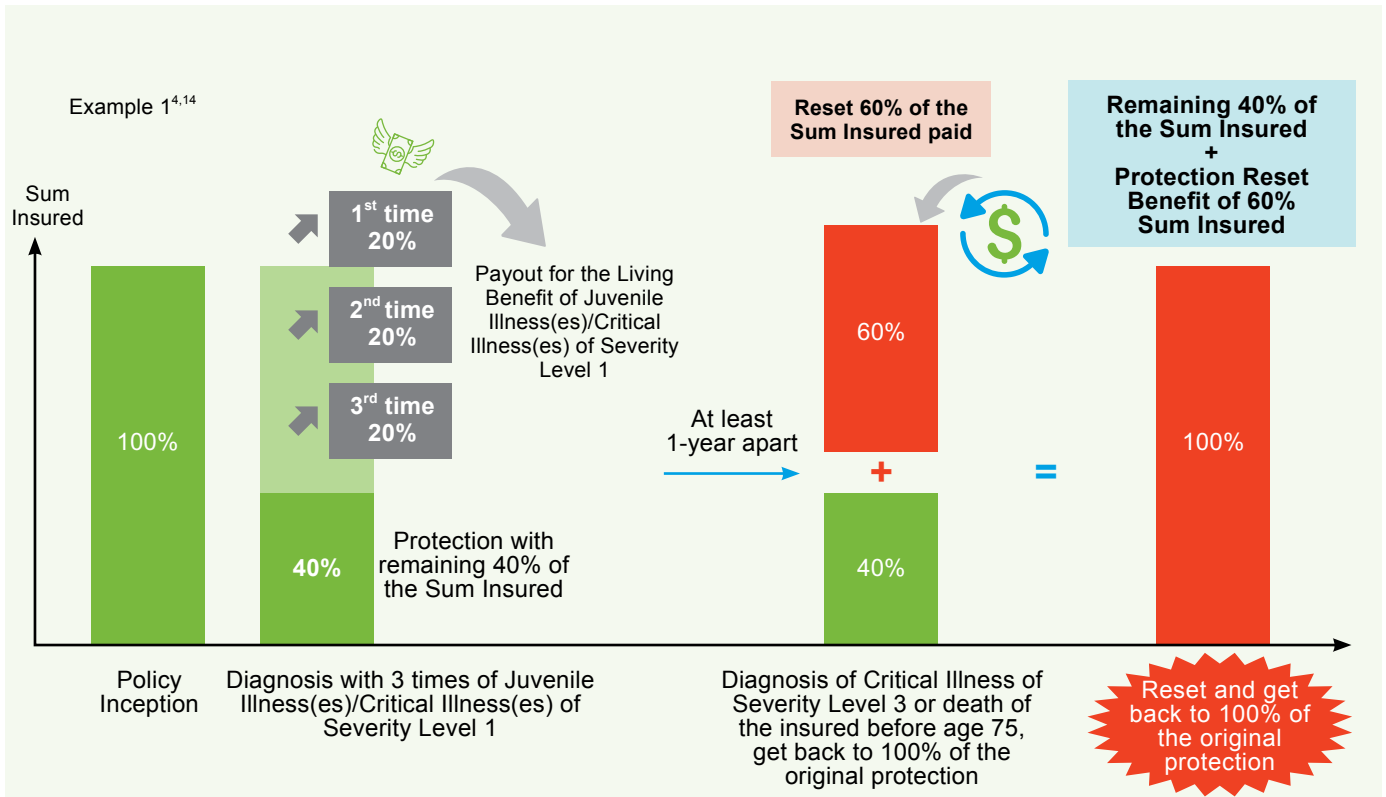 Example 1⁴,¹⁴
Sum
Insured
100%
Policy
Inception
1st time
20%
2nd time
20%
3rd time
20%
40%
Payout for the Living
Benefit of Juvenile
Illness(es)/Critical
Illness(es) of Severity
Level 1
Protection with
remaining 40% of
the Sum Insured
Diagnosis with 3 times of Juvenile
Illness(es)/Critical Illness(es) of
Severity Level 1
At least
1-year apart
Reset 60% of the
Sum Insured paid
$
60%
+
40%
Diagnosis of Critical Illness of
Severity Level 3 or death of
the insured before age 75,
get back to 100% of the
original protection
=
Remaining 40% of
the Sum Insured
+
Protection Reset
Benefit of 60%
Sum Insured
100%
Reset and get
back to 100% of
the original
protection